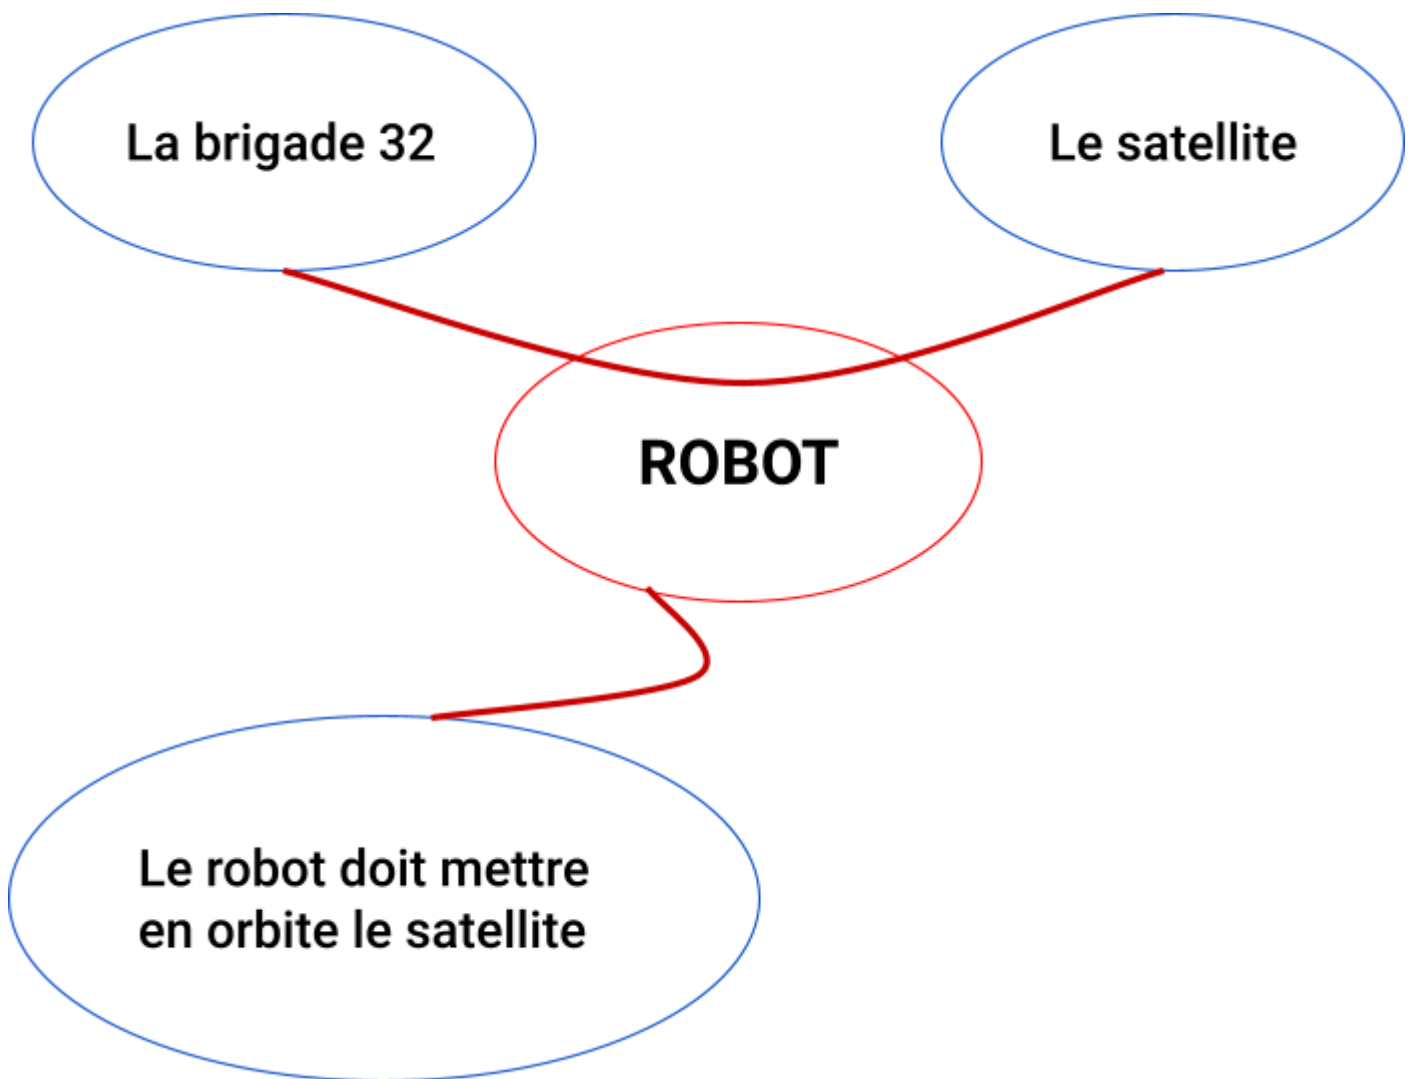 La brigade 32
Le satellite
ROBOT
Le robot doit mettre
en orbite le satellite